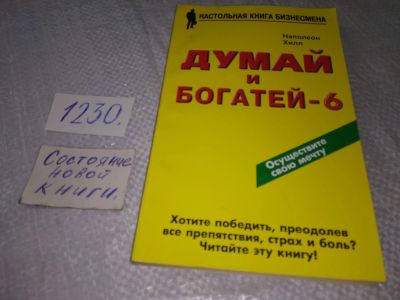 НАСТОЛЬНАЯ КНИГА БИЗНЕСМЕНА
Наполеон
Хилл
ДУМАЙ
и
БОГАТЕЙ-6
Осуществите
свою мечту
Хотите победить, преодолев
все препятствия, страх и боль?
Читайте эту книгу!
1230.
Состояние
новой
книги.